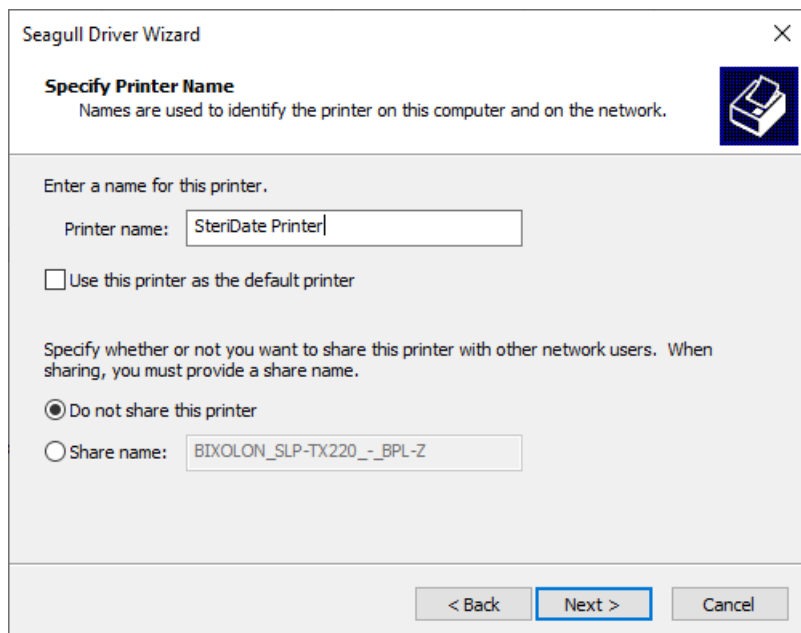 Seagull Driver Wizard
Specify Printer Name
Names are used to identify the printer on this computer and on the network.
Enter a name for this printer.
Printer name: SteriDate Printer
Use this printer as the default printer
Specify whether or not you want to share this printer with other network users. When
sharing, you must provide a share name.
Do not share this printer
Share name: BIXOLON_SLP-TX220_-_BPL-Z
< Back Next > Cancel